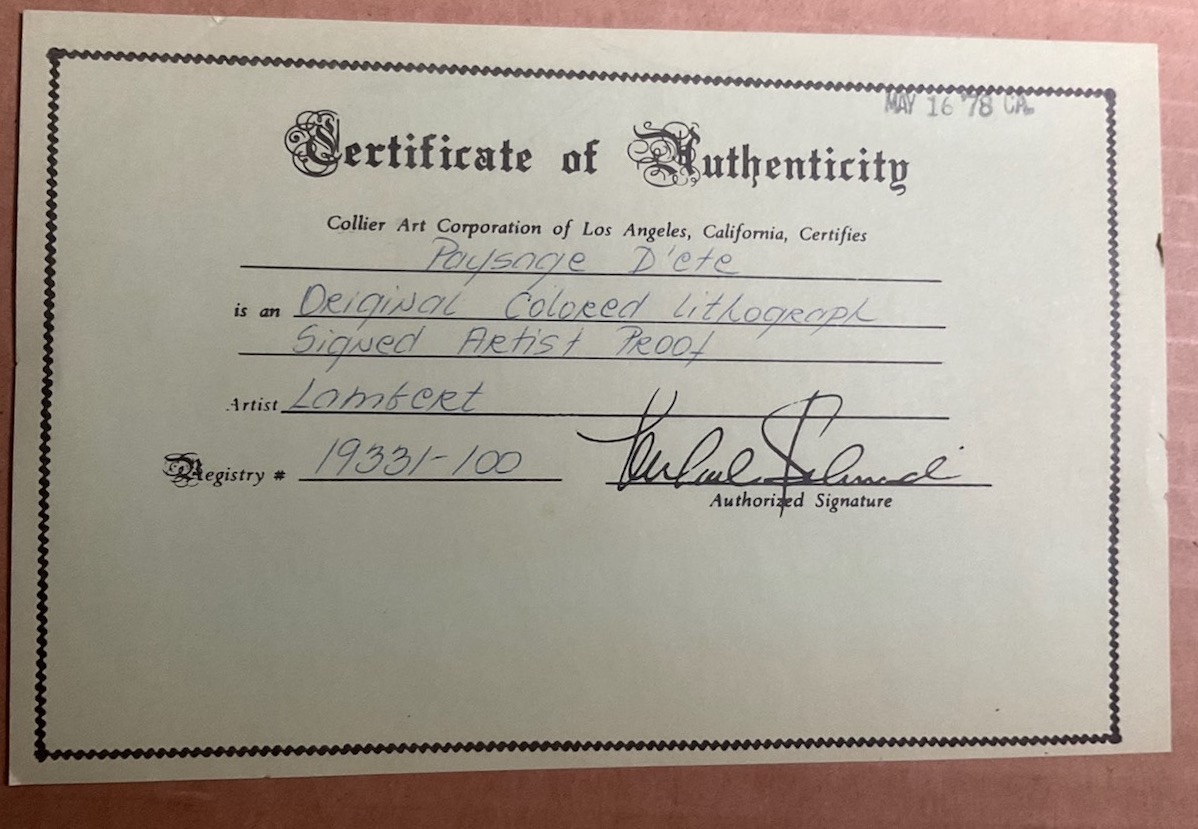 MAY 16 '78 CA.
Certificate of Authenticity
Collier Art Corporation of Los Angeles, California, Certifies
Paysage D'ete
is an Original Colored Lithograph
Signed Artist Proof
Artist Lambert
Registry # 19331-100
Authorized Signature